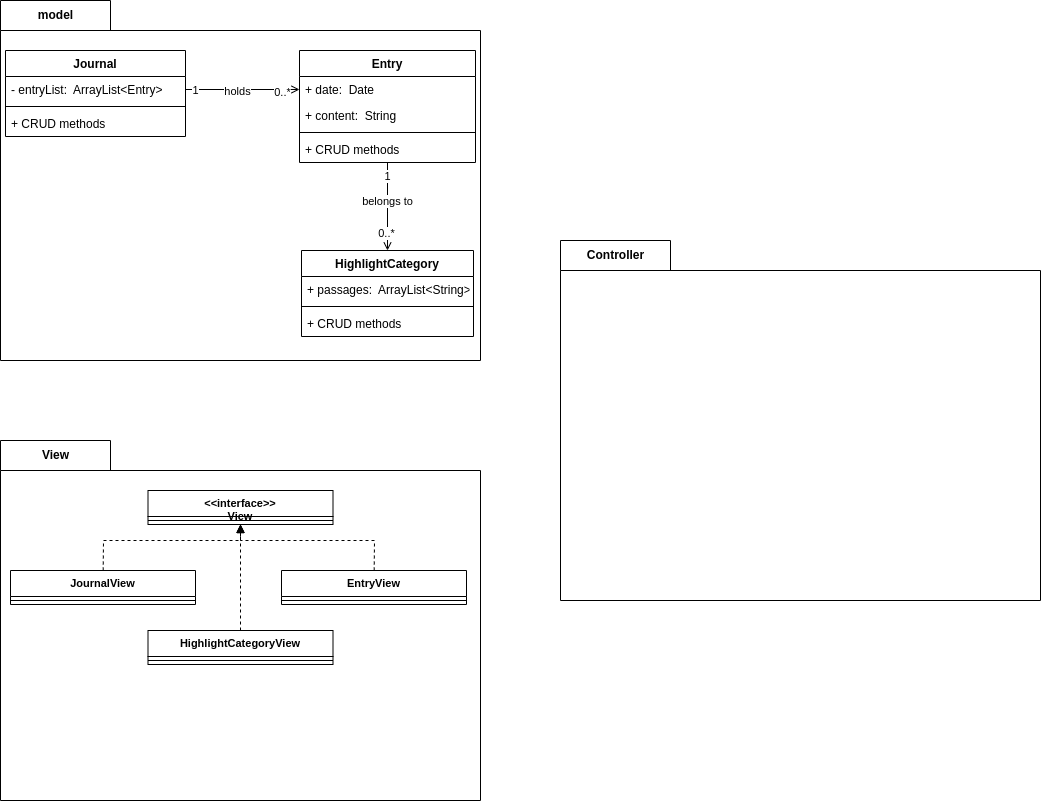 model
Journal
- entryList:  ArrayList<Entry>
+ CRUD methods
1
holds
0..*
Entry
+ date:  Date
+ content:  String
+ CRUD methods
1
belongs to
0..*
HighlightCategory
+ passages:  ArrayList<String>
+ CRUD methods
Controller
View
<<interface>>
View
JournalView
EntryView
HighlightCategoryView